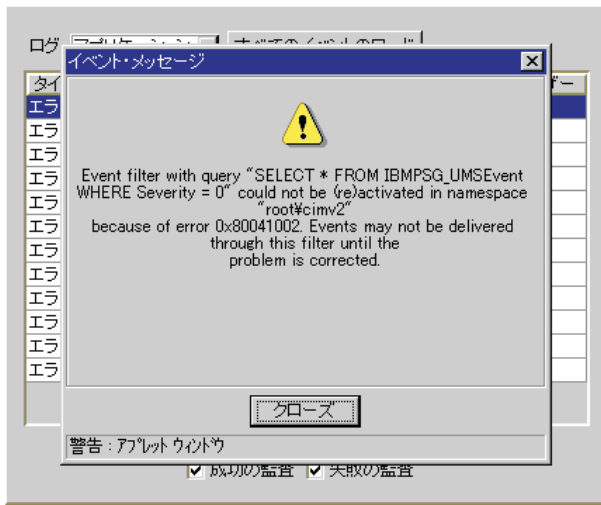 ログ
イベント・メッセージ
タイ
エラ
エラ
エラ
エラ
エラ
エラ
エラ
エラ
エラ
エラ
エラ
エラ
Event filter with query "SELECT * FROM IBMPSG_UMSEvent
WHERE Severity = 0" could not be (re)activated in namespace
"root¥cimv2"
because of error 0x80041002. Events may not be delivered
through this filter until the
problem is corrected.
クローズ
警告 : アプレット ウィンドウ
成功の監査 失敗の監査